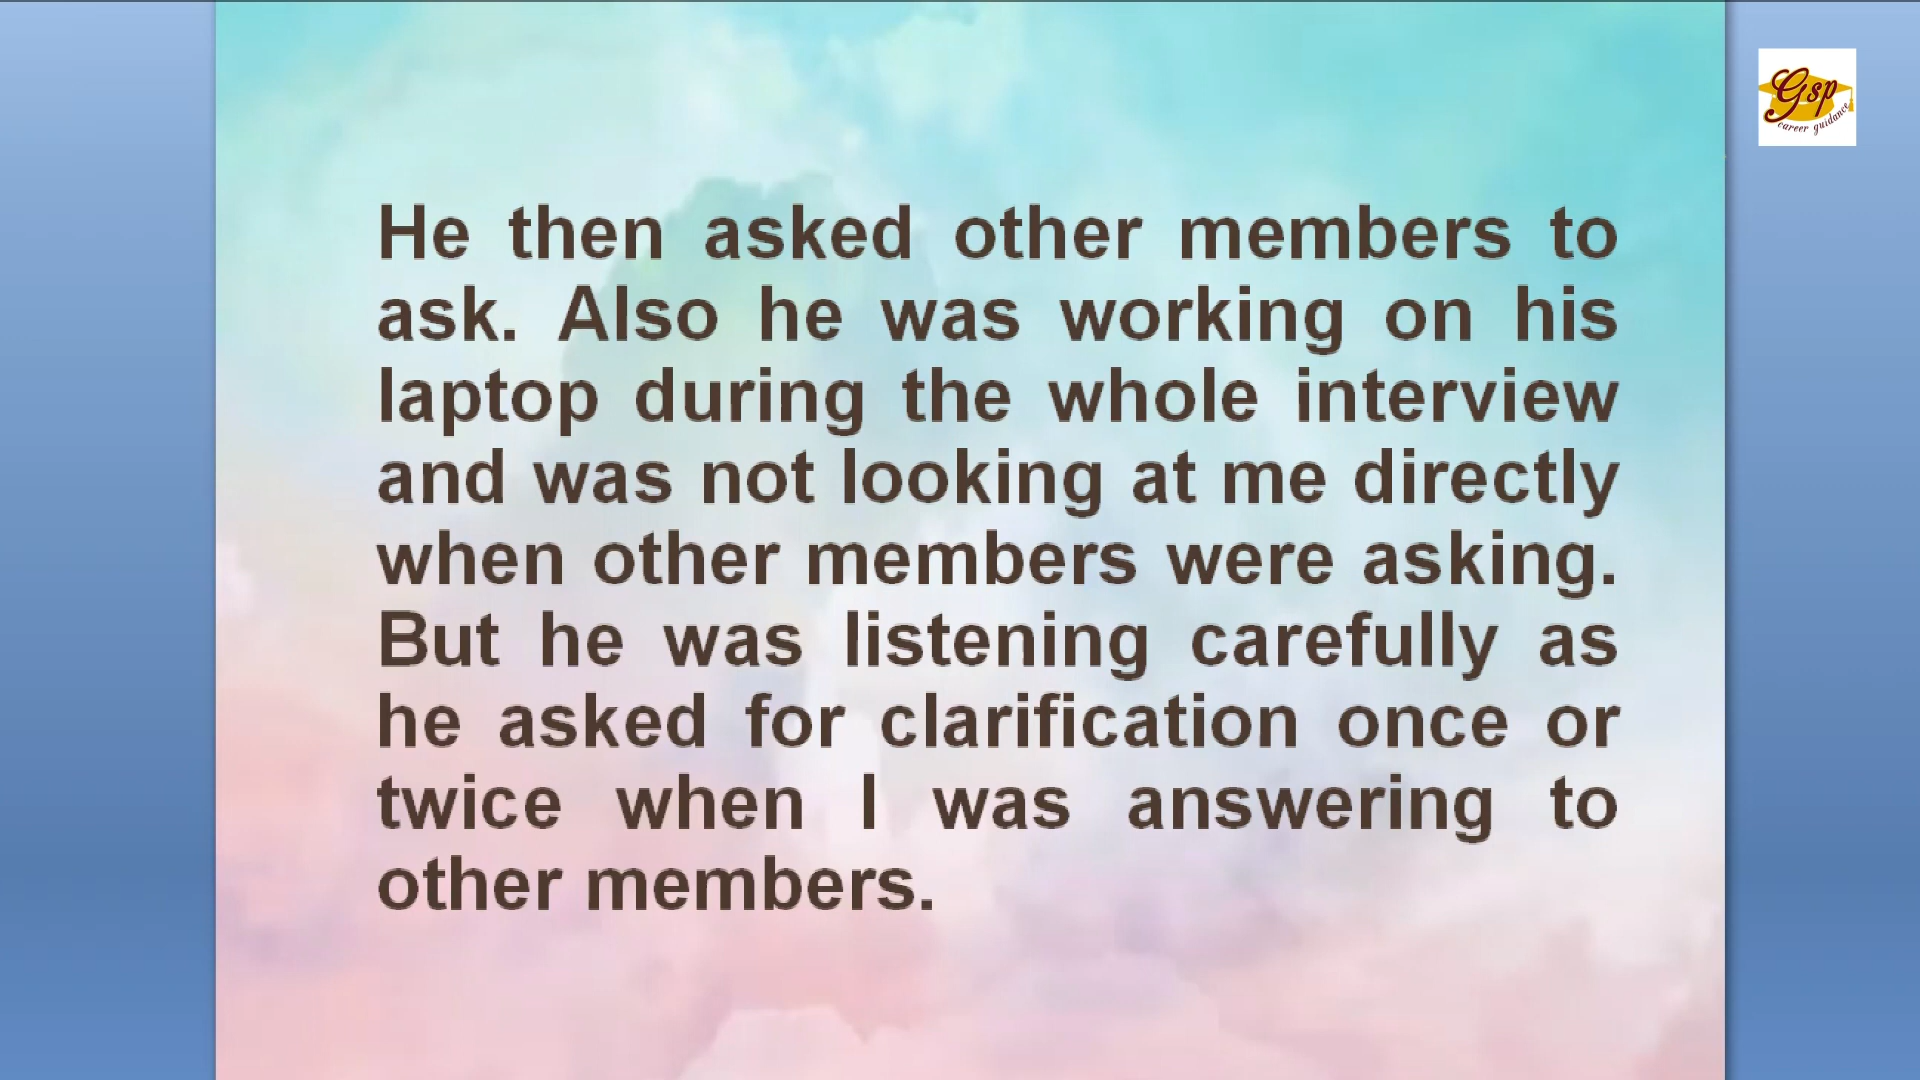 Gsp
career guidance
He then asked other members to
ask. Also he was working on his
laptop during the whole interview
and was not looking at me directly
when other members were asking.
But he was listening carefully as
he asked for clarification once or
twice when I was answering to
other members.